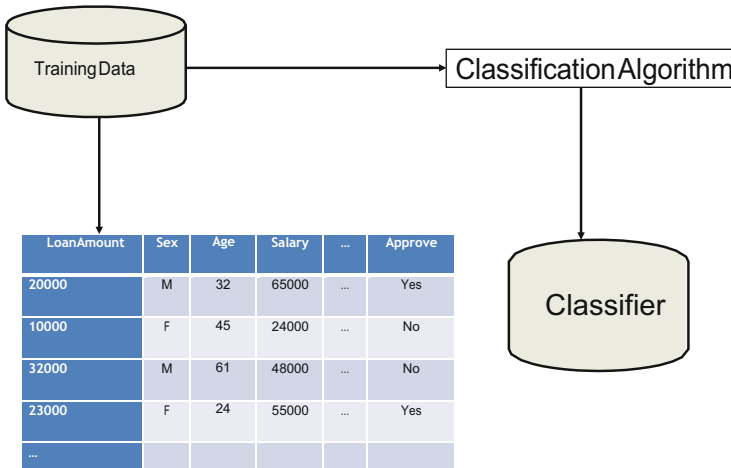 TrainingData
ClassificationAlgorithm
LoanAmount Sex Age Salary ... Approve
20000 M 32 65000 ... Yes
10000 F 45 24000 ... No
32000 M 61 48000 ... No
23000 F 24 55000 ... Yes
...
Classifier